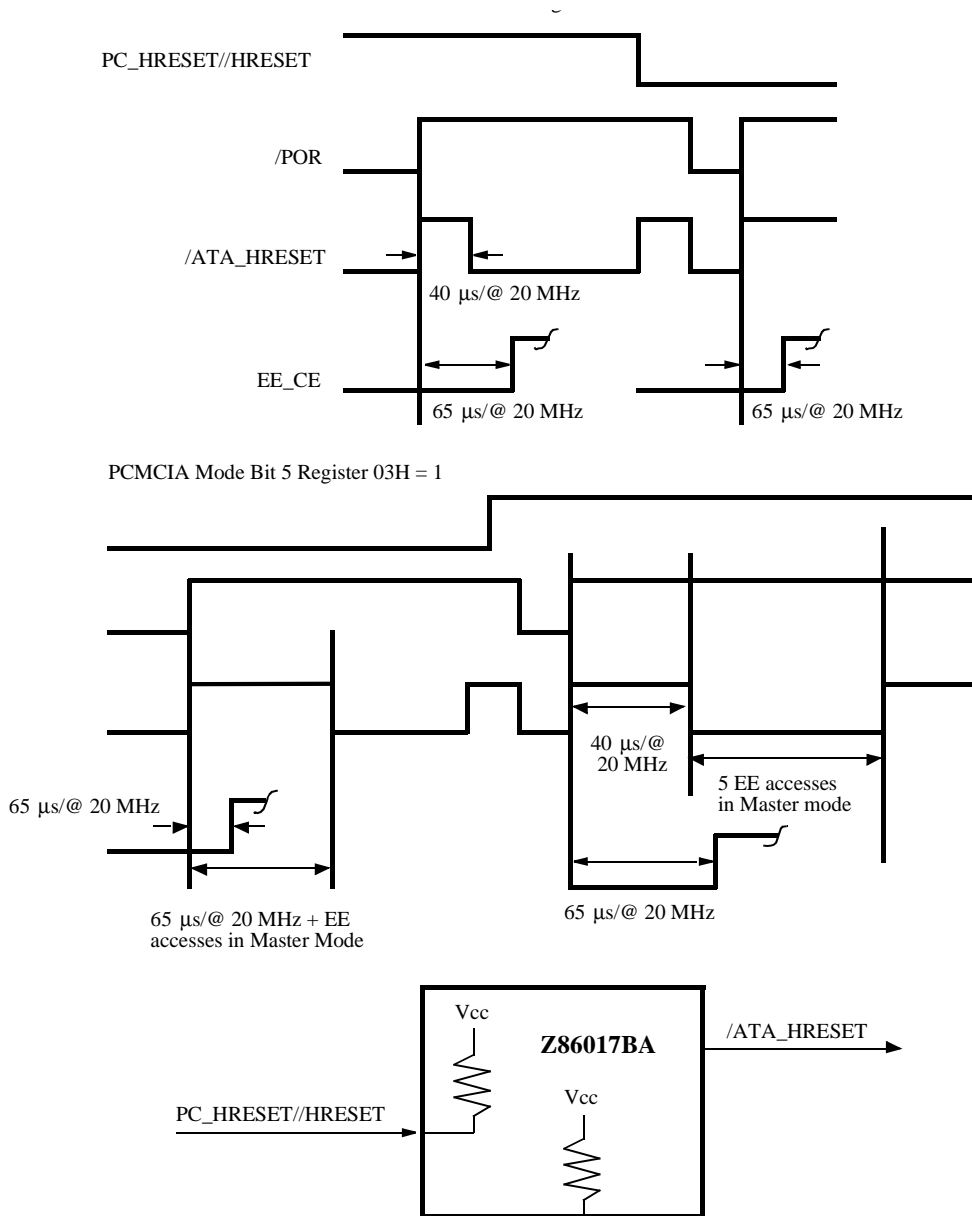 PC_HRESET//HRESET
/POR
/ATA_HRESET
40 μs/@ 20 MHz
EE_CE
65 μs/@ 20 MHz
65 μs/@ 20 MHz
PCMCIA Mode Bit 5 Register 03H = 1
40 μs/@
20 MHz
5 EE accesses
in Master mode
65 μs/@ 20 MHz
65 μs/@ 20 MHz
65 μs/@ 20 MHz + EE
accesses in Master Mode
Vcc
Z86017BA
/ATA_HRESET
Vcc
PC_HRESET//HRESET